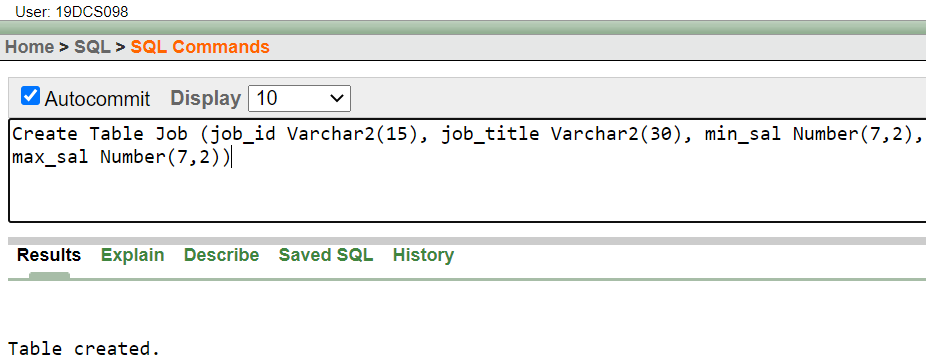 User: 19DCS098
Home > SQL > SQL Commands
Autocommit Display 10
Create Table Job (job_id Varchar2(15), job_title Varchar2(30), min_sal Number(7,2),
max_sal Number(7,2))
Results Explain Describe Saved SQL History
Table created.